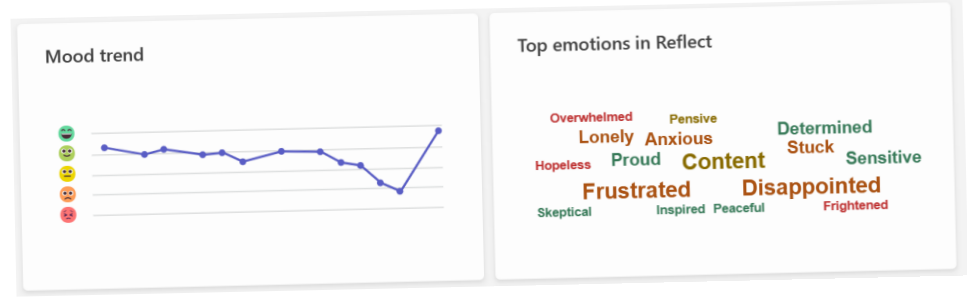 Mood trend
Top emotions in Reflect
Overwhelmed Pensive
Lonely Anxious Determined
Stuck
Hopeless Proud Content Sensitive
Frustrated Disappointed
Skeptical Inspired Peaceful Frightened